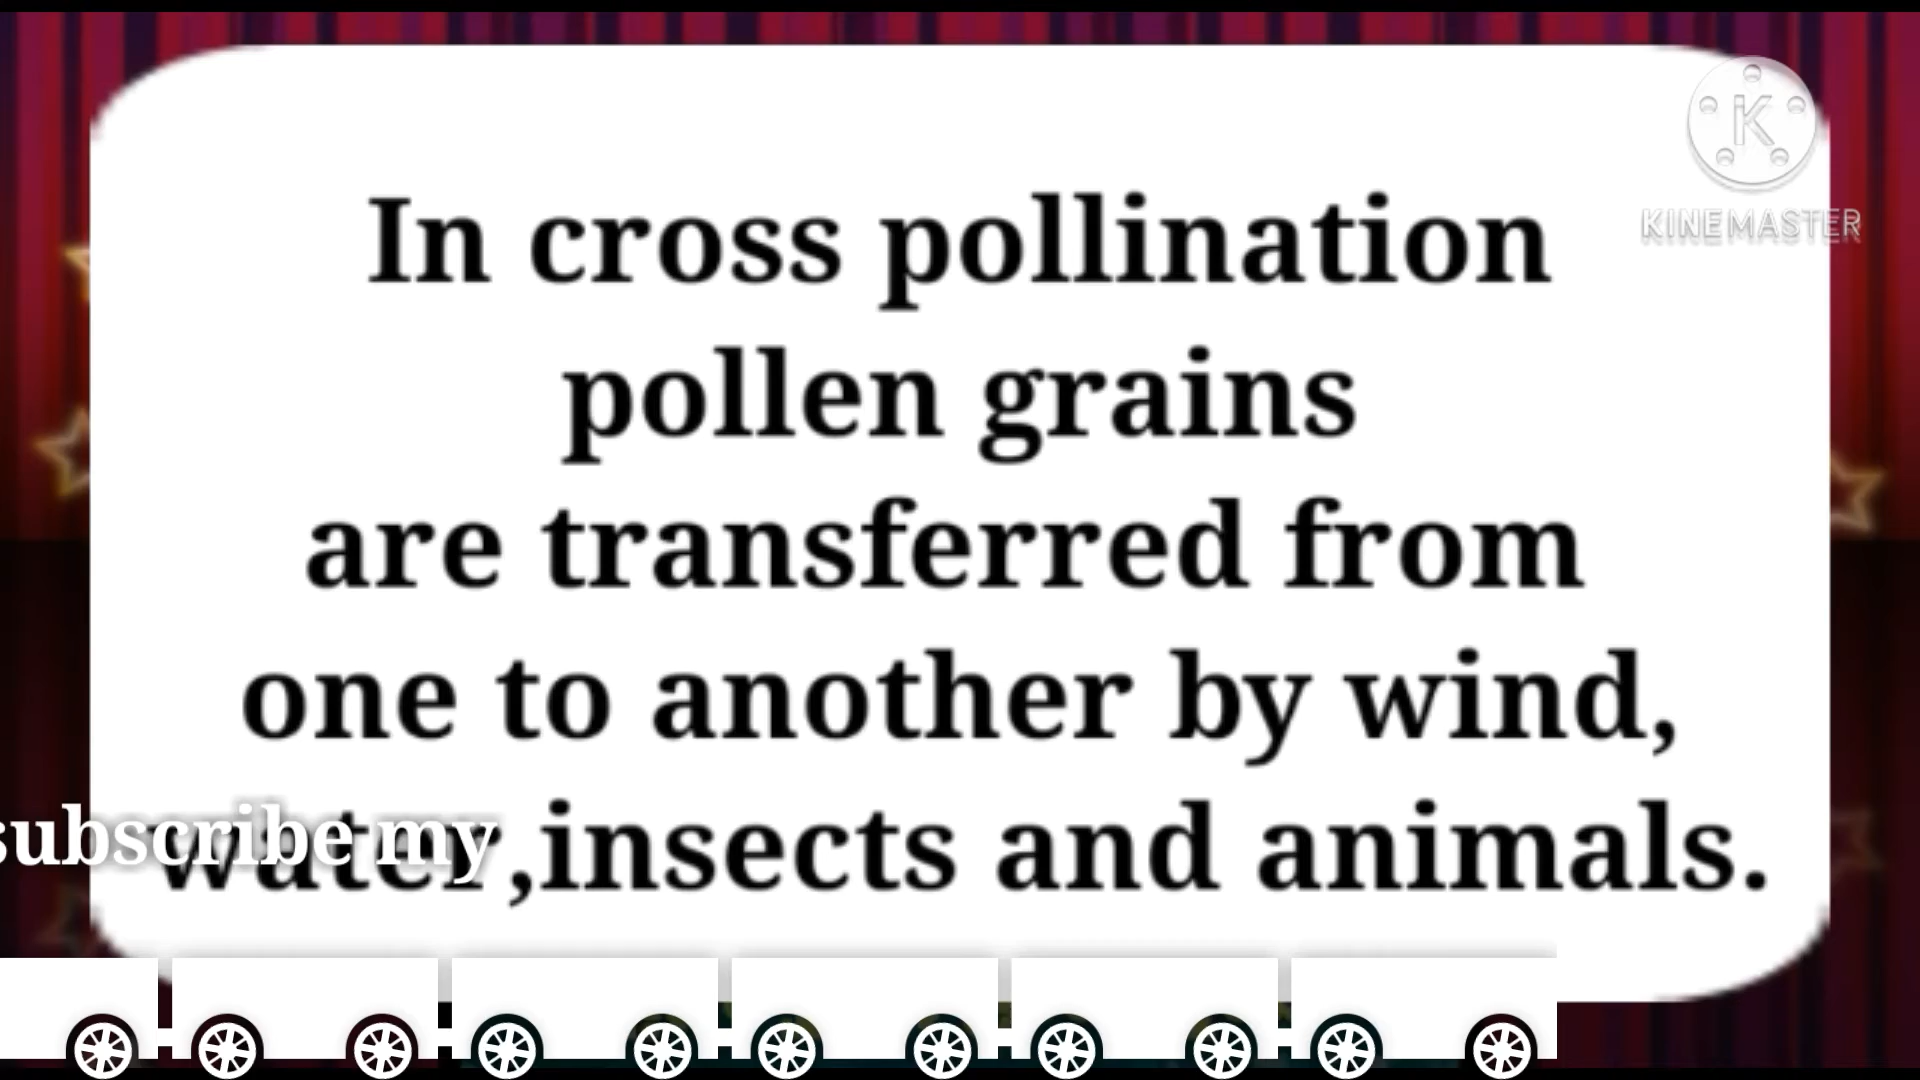 KINEMASTER
In cross pollination
pollen grains
are transferred from
one to another by wind,
water,insects and animals.
subscribe my